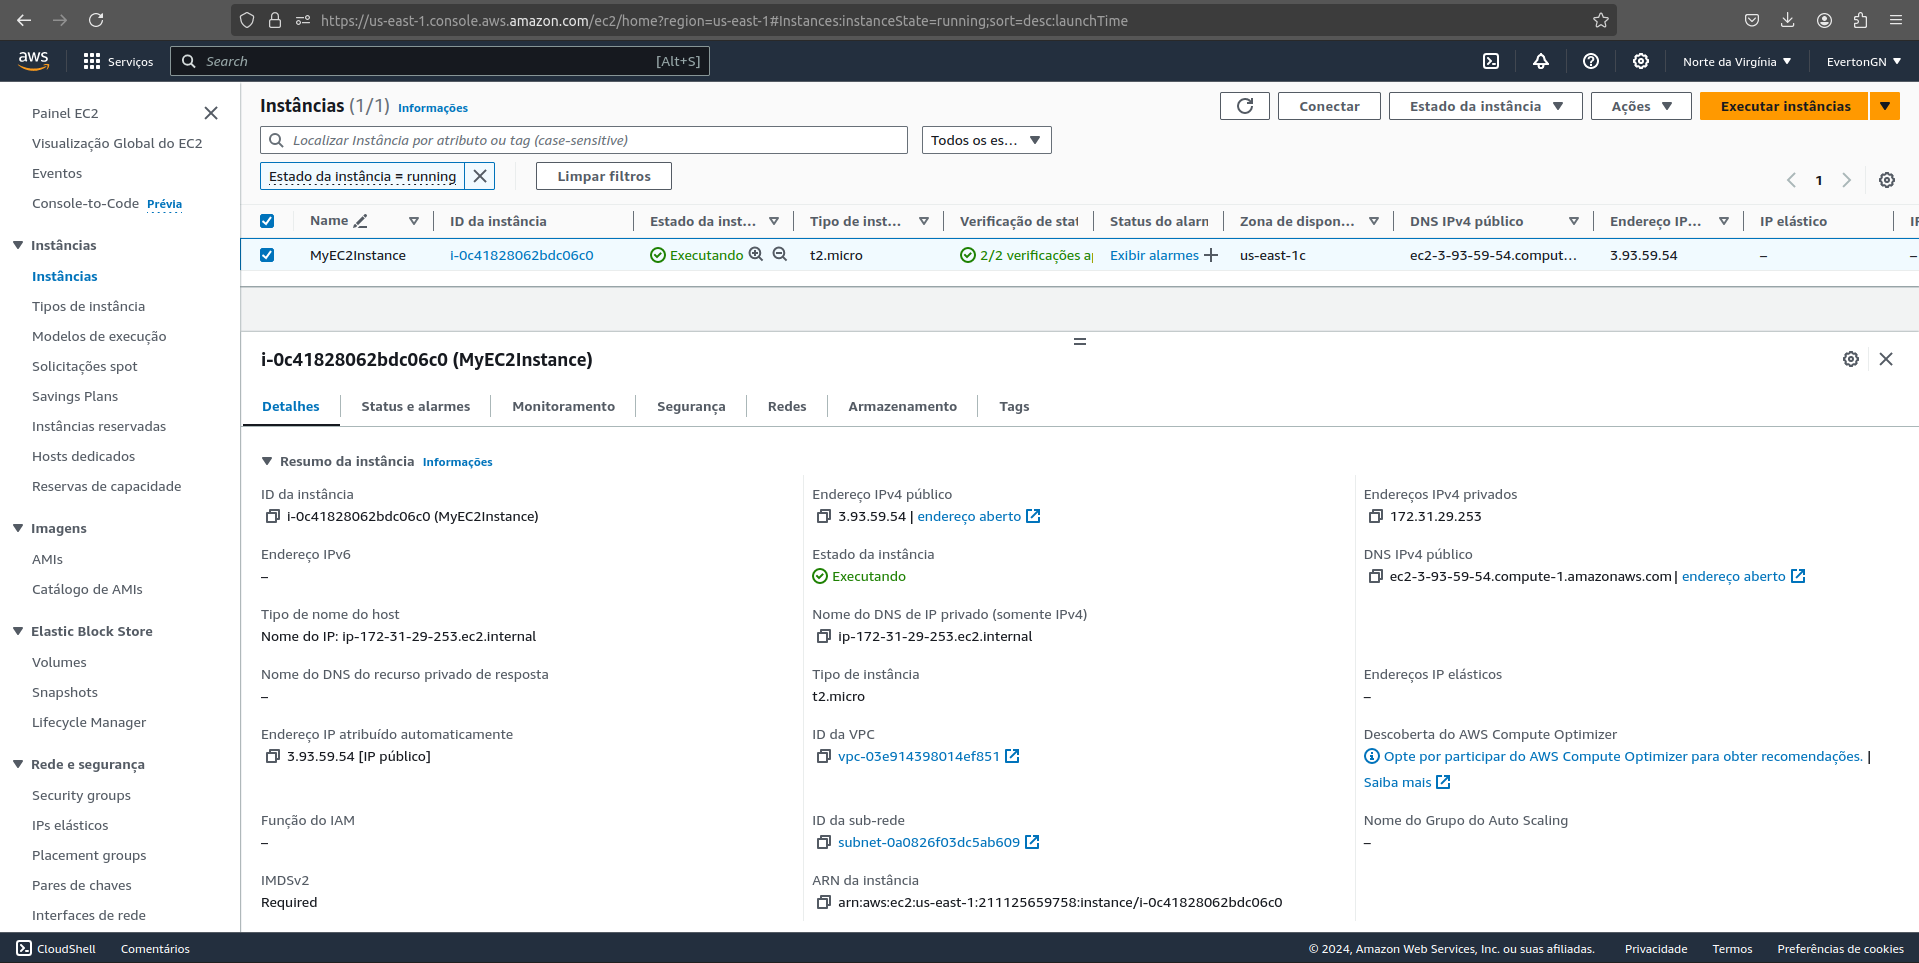 https://us-east-1.console.aws.amazon.com/ec2/home?region=us-east-1#Instances:instanceState=running;sort=desc:launchTime
aws Serviços Search [Alt+S] Norte da Virgínia EvertonGN
Painel EC2
Visualização Global do EC2
Eventos
Console-to-Code Prévia
Instâncias
Instâncias
Tipos de instância
Modelos de execução
Solicitações spot
Savings Plans
Instâncias reservadas
Hosts dedicados
Reservas de capacidade
Imagens
AMIs
Catálogo de AMIs
Elastic Block Store
Volumes
Snapshots
Lifecycle Manager
Rede e segurança
Security groups
IPs elásticos
Placement groups
Pares de chaves
Interfaces de rede
Instâncias (1/1) Informações
Conectar Estado da instância Ações Executar instâncias
Localizar Instância por atributo ou tag (case-sensitive) Todos os es...
Estado da instância = running Limpar filtros
1
Name ID da instância Estado da inst... Tipo de inst... Verificação de stat Status do alarm Zona de dispon... DNS IPv4 público Endereço IP... IP elástico
MyEC2Instance i-0c41828062bdc06c0 Executando t2.micro 2/2 verificações a Exibir alarmes us-east-1c ec2-3-93-59-54.comput... 3.93.59.54 – –
i-0c41828062bdc06c0 (MyEC2Instance)
Detalhes Status e alarmes Monitoramento Segurança Redes Armazenamento Tags
Resumo da instância Informações
ID da instância
i-0c41828062bdc06c0 (MyEC2Instance)
Endereço IPv4 público
3.93.59.54 | endereço aberto
Endereços IPv4 privados
172.31.29.253
Endereço IPv6
–
Estado da instância
Executando
DNS IPv4 público
ec2-3-93-59-54.compute-1.amazonaws.com | endereço aberto
Tipo de nome do host
Nome do IP: ip-172-31-29-253.ec2.internal
Nome do DNS de IP privado (somente IPv4)
ip-172-31-29-253.ec2.internal
Nome do DNS do recurso privado de resposta
–
Tipo de instância
t2.micro
Endereços IP elásticos
–
Endereço IP atribuído automaticamente
3.93.59.54 [IP público]
ID da VPC
vpc-03e914398014ef851
Descoberta do AWS Compute Optimizer
Opte por participar do AWS Compute Optimizer para obter recomendações. |
Saiba mais
Função do IAM
–
ID da sub-rede
subnet-0a0826f03dc5ab609
Nome do Grupo do Auto Scaling
–
IMDSv2
Required
ARN da instância
arn:aws:ec2:us-east-1:211125659758:instance/i-0c41828062bdc06c0
CloudShell Comentários © 2024, Amazon Web Services, Inc. ou suas afiliadas. Privacidade Termos Preferências de cookies